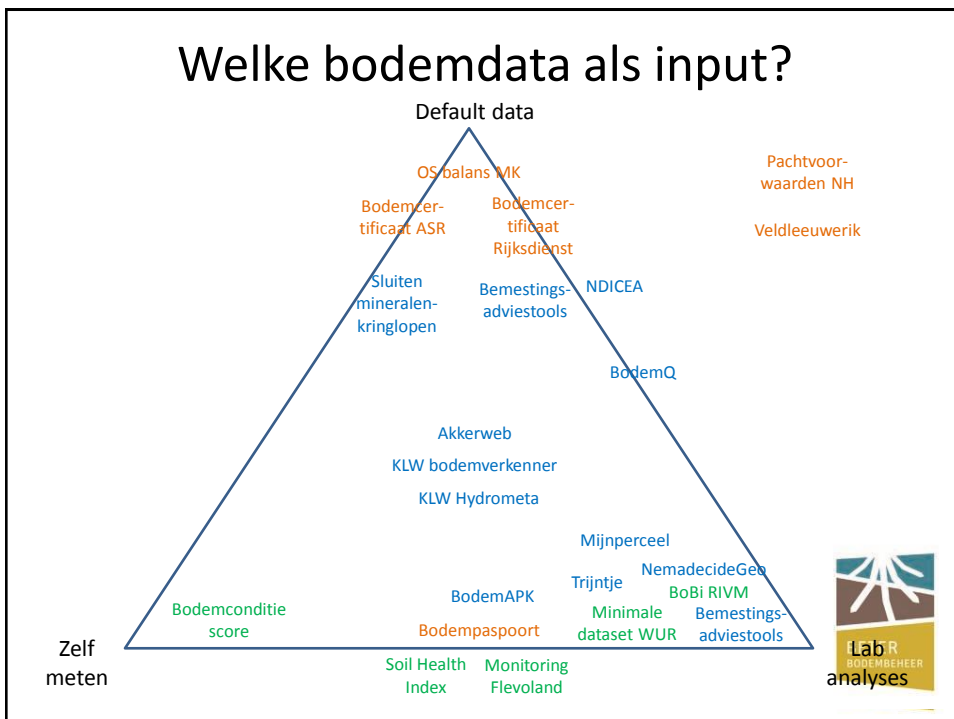 Welke bodemdata als input?
Default data
OS balans MK
Pachtvoor-
waarden NH
Bodemcer-
tificaat ASR
Bodemcer-
tificaat
Rijksdienst
Veldleeuwerik
Sluiten
mineralen-
kringlopen
Bemestings-
adviestools
NDICEA
BodemQ
Akkerweb
KLW bodemverkenner
KLW Hydrometa
Mijnperceel
NemadecideGeo
Trijntje
BoBi RIVM
BodemAPK
Bodemconditie
score
Minimale
dataset WUR
Bemestings-
adviestools
Bodempaspoort
Zelf
meten
Soil Health
Index
Monitoring
Flevoland
Lab
analyses
BETER
BODEMBEHEER